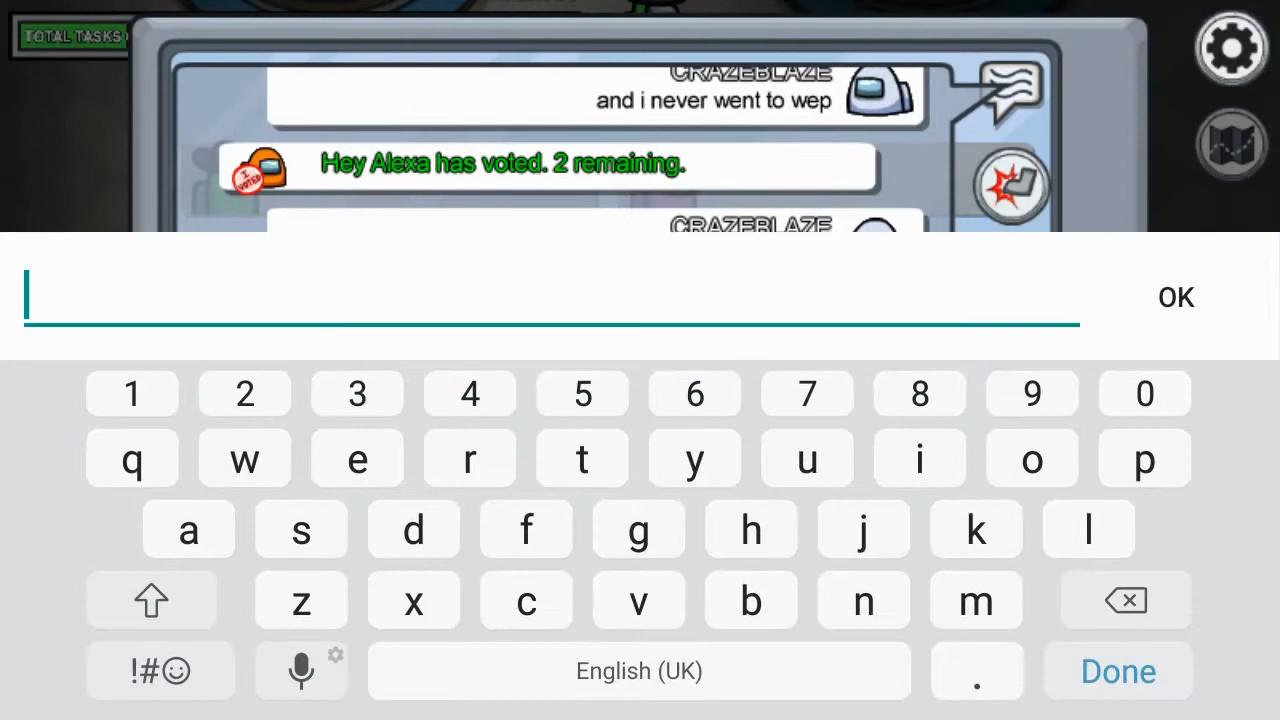 TOTAL TASKS
CRAZEBLAZE
and i never went to wep
I VOTED
Hey Alexa has voted. 2 remaining.
CRAZEBLAZE
OK
1 2 3 4 5 6 7 8 9 0
q w e r t y u i o p
a s d f g h j k l
z x c v b n m
!#☺ English (UK) . Done